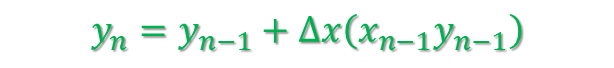 yₙ = yₙ₋₁ + Δx(xₙ₋₁yₙ₋₁)